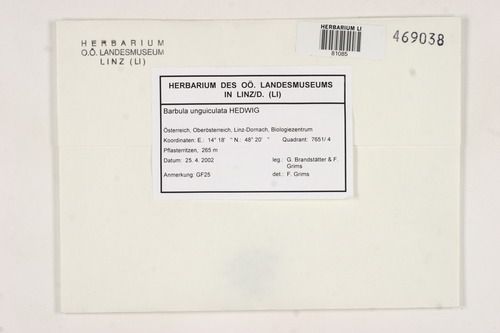 HERBARIUM
O.Ö. LANDESMUSEUM
LINZ (LI)
HERBARIUM LI
81085
469038
HERBARIUM DES OÖ. LANDESMUSEUMS
IN LINZ/D. (LI)
Barbula unguiculata HEDWIG
Österreich, Oberösterreich, Linz-Dornach, Biologiezentrum
Koordinaten: E.: 14° 18' " N.: 48° 20' " Quadrant: 7651/ 4
Pflasterritzen, 265 m
Datum: 25. 4. 2002 leg.: G. Brandstätter & F. Grims
Anmerkung: GF25 det.: F. Grims